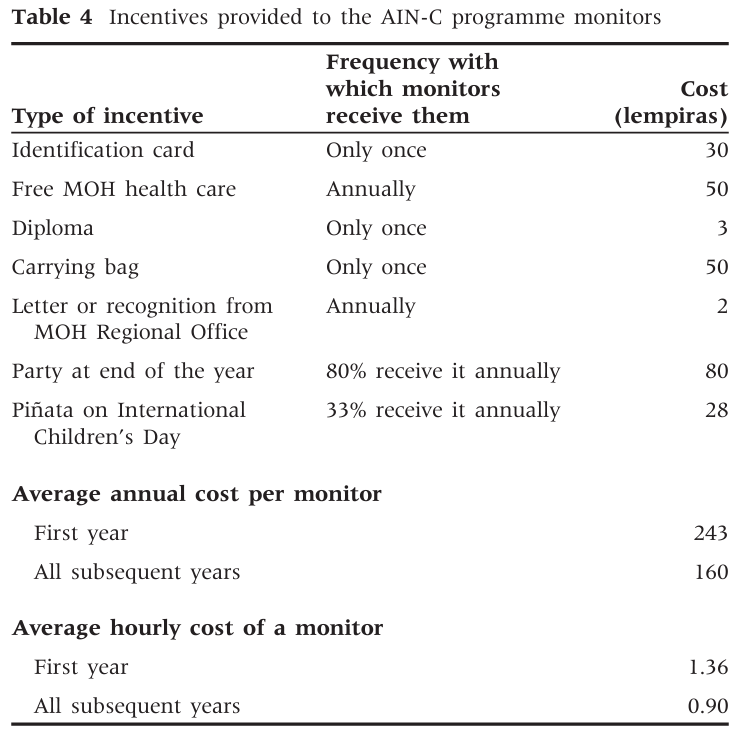 Table 4 Incentives provided to the AIN-C programme monitors
Type of incentive Frequency with which monitors receive them Cost (lempiras)
Identification card Only once 30
Free MOH health care Annually 50
Diploma Only once 3
Carrying bag Only once 50
Letter or recognition from Annually 2
MOH Regional Office
Party at end of the year 80% receive it annually 80
Piñata on International 33% receive it annually 28
Children’s Day
Average annual cost per monitor
First year 243
All subsequent years 160
Average hourly cost of a monitor
First year 1.36
All subsequent years 0.90